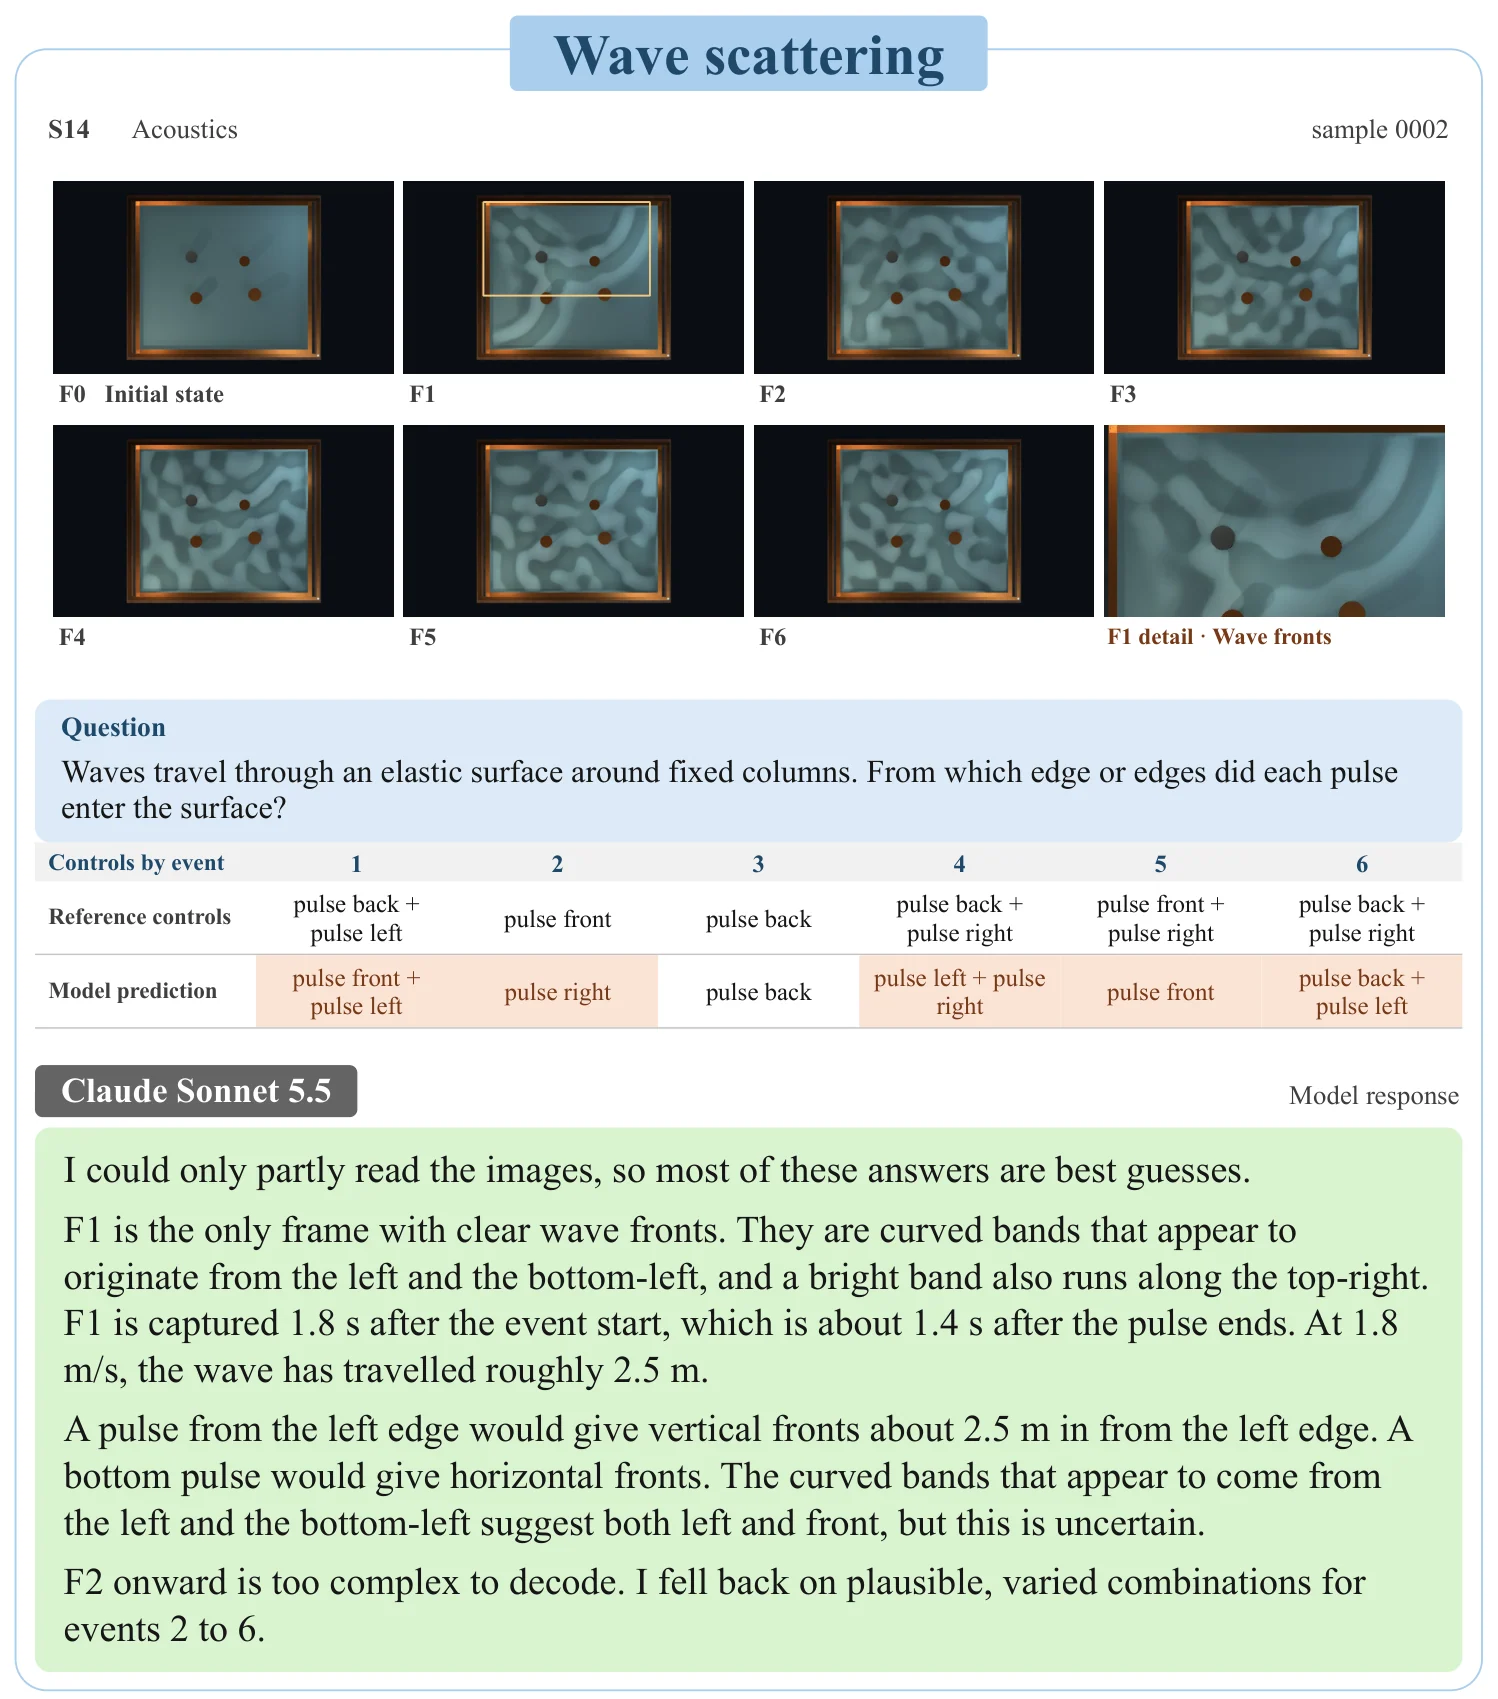 Wave scattering
S14 Acoustics sample 0002
F0 Initial state F1 F2 F3
F4 F5 F6 F1 detail · Wave fronts
Question
Waves travel through an elastic surface around fixed columns. From which edge or edges did each pulse
enter the surface?
Controls by event 1 2 3 4 5 6
Reference controls pulse back + pulse left pulse front pulse back pulse back + pulse right pulse front + pulse right pulse back + pulse right
Model prediction pulse front + pulse left pulse right pulse back pulse left + pulse right pulse front pulse back + pulse left
Claude Sonnet 5.5 Model response
I could only partly read the images, so most of these answers are best guesses.
F1 is the only frame with clear wave fronts. They are curved bands that appear to
originate from the left and the bottom-left, and a bright band also runs along the top-right.
F1 is captured 1.8 s after the event start, which is about 1.4 s after the pulse ends. At 1.8
m/s, the wave has travelled roughly 2.5 m.
A pulse from the left edge would give vertical fronts about 2.5 m in from the left edge. A
bottom pulse would give horizontal fronts. The curved bands that appear to come from
the left and the bottom-left suggest both left and front, but this is uncertain.
F2 onward is too complex to decode. I fell back on plausible, varied combinations for
events 2 to 6.